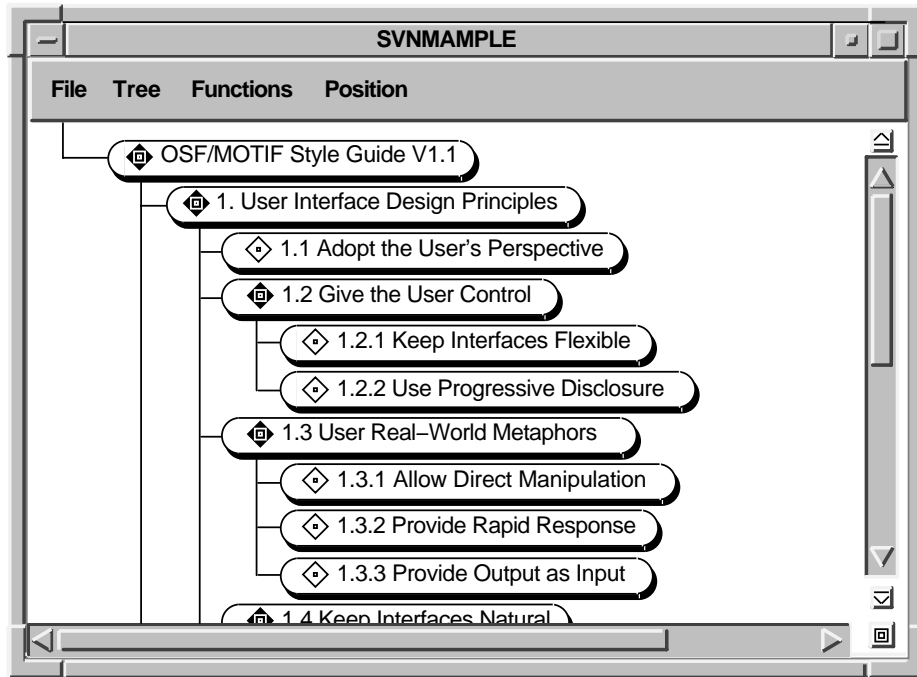 SVNMAMPLE
File Tree Functions Position
OSF/MOTIF Style Guide V1.1
1. User Interface Design Principles
1.1 Adopt the User's Perspective
1.2 Give the User Control
1.2.1 Keep Interfaces Flexible
1.2.2 Use Progressive Disclosure
1.3 User Real–World Metaphors
1.3.1 Allow Direct Manipulation
1.3.2 Provide Rapid Response
1.3.3 Provide Output as Input
1.4 Keep Interfaces Natural